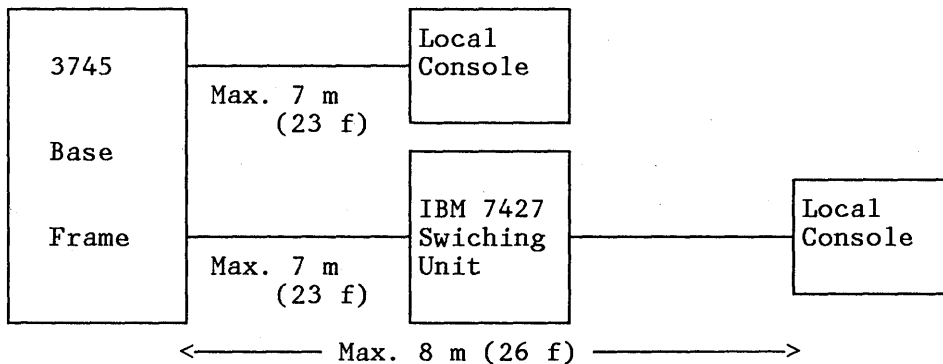 3745
Base
Frame
Local
Console
Max. 7 m
(23 f)
IBM 7427
Swiching
Unit
Max. 7 m
(23 f)
Local
Console
<—— Max. 8 m (26 f) ——>